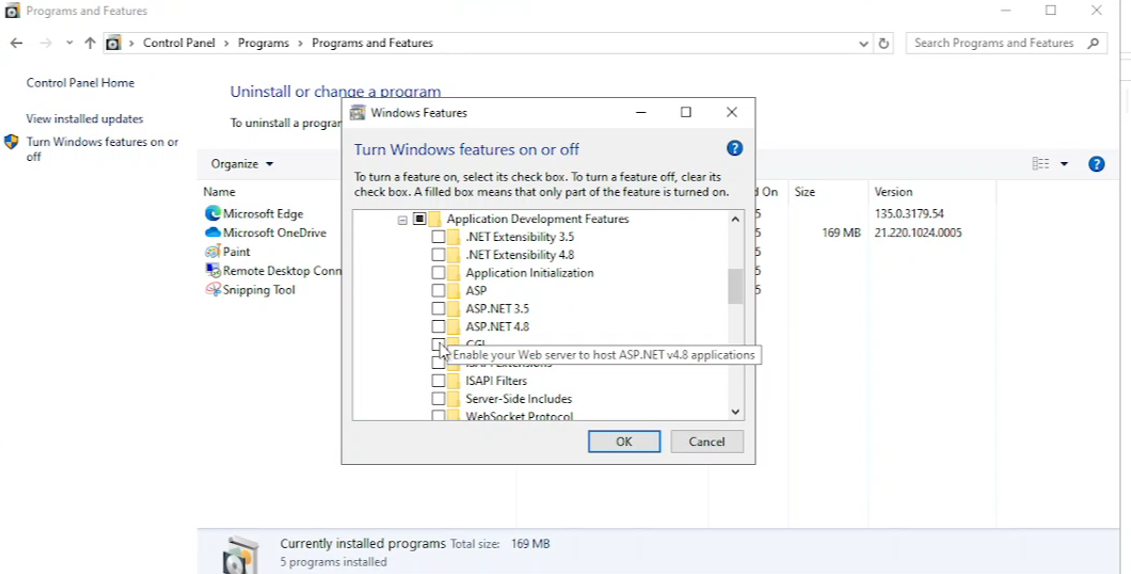 Programs and Features
Control Panel > Programs > Programs and Features
Search Programs and Features
Control Panel Home
View installed updates
Turn Windows features on or
off
Uninstall or change a program
To uninstall a program
Organize
Name
On
Size
Version
Microsoft Edge
135.0.3179.54
Microsoft OneDrive
169 MB
21.220.1024.0005
Paint
Remote Desktop Conn
Snipping Tool
Windows Features
Turn Windows features on or off
To turn a feature on, select its check box. To turn a feature off, clear its
check box. A filled box means that only part of the feature is turned on.
Application Development Features
.NET Extensibility 3.5
.NET Extensibility 4.8
Application Initialization
ASP
ASP.NET 3.5
ASP.NET 4.8
CGI
Enable your Web server to host ASP.NET v4.8 applications
ISAPI Extensions
ISAPI Filters
Server-Side Includes
WebSocket Protocol
OK
Cancel
Currently installed programs Total size: 169 MB
5 programs installed